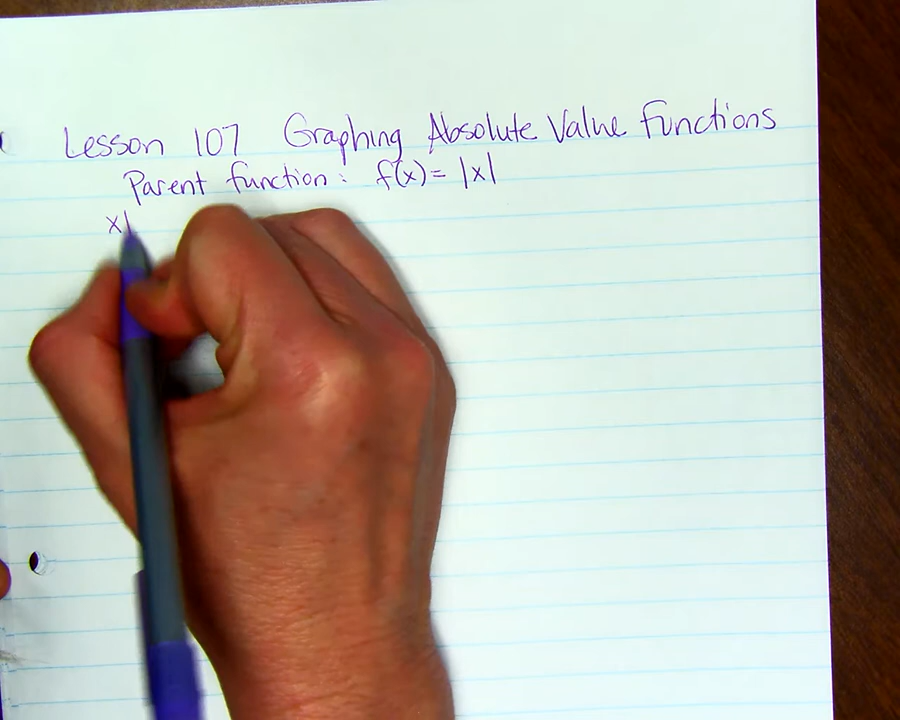 Lesson 107 Graphing Absolute Value Functions
Parent function: f(x) = |x|
x|